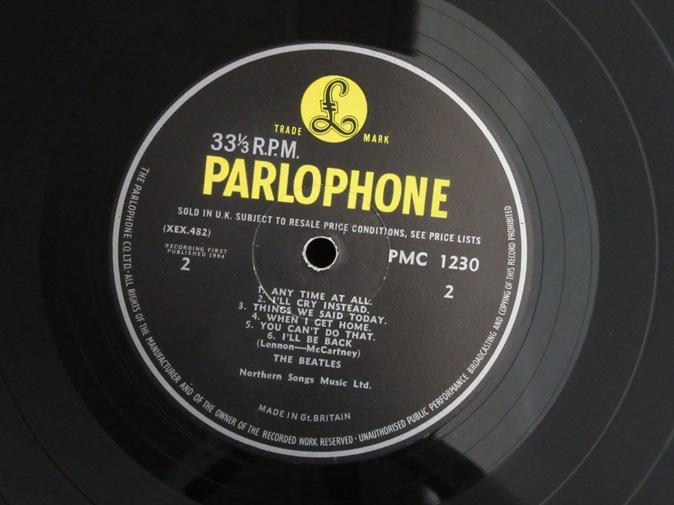 £
TRADE MARK
33⅓ R.P.M.
PARLOPHONE
SOLD IN U.K. SUBJECT TO RESALE PRICE CONDITIONS, SEE PRICE LISTS
(XEX.482)
RECORDING FIRST
PUBLISHED 1964
2
PMC 1230
2
1. ANY TIME AT ALL.
2. I'LL CRY INSTEAD.
3. THINGS WE SAID TODAY.
4. WHEN I GET HOME.
5. YOU CAN'T DO THAT.
6. I'LL BE BACK
(Lennon—McCartney)
THE BEATLES
Northern Songs Music Ltd.
MADE IN Gt. BRITAIN
THE PARLOPHONE CO. LTD. · ALL RIGHTS OF THE MANUFACTURER AND OF THE OWNER OF THE RECORDED WORK RESERVED · UNAUTHORISED PUBLIC PERFORMANCE BROADCASTING AND COPYING OF THIS RECORD PROHIBITED